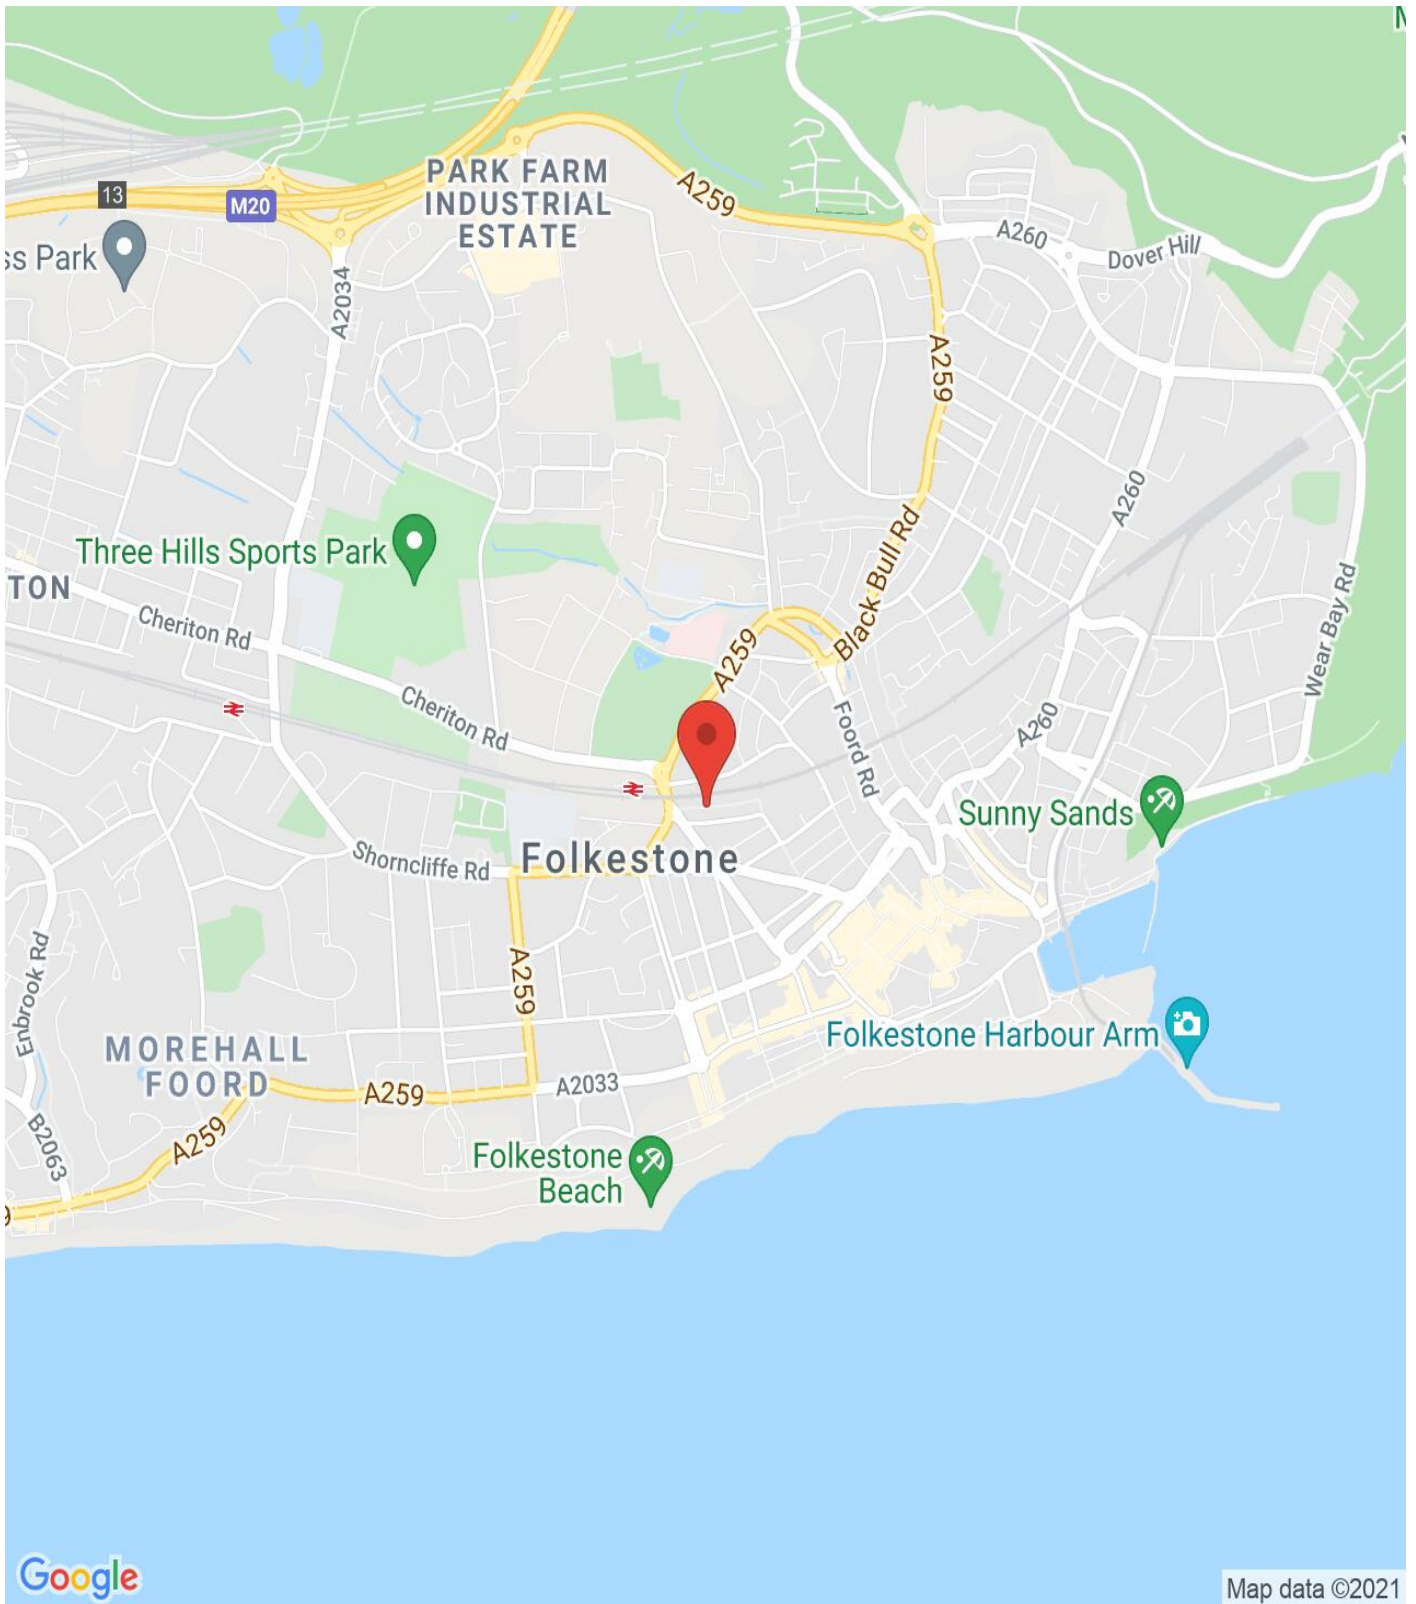 PARK FARM
INDUSTRIAL
ESTATE
A259
13
M20
A260
Dover Hill
ss Park
A2034
A259
A260
Three Hills Sports Park
Black Bull Rd
TON
Cheriton Rd
Wear Bay Rd
A259
Cheriton Rd
Foord Rd
A260
Sunny Sands
Shorncliffe Rd
Folkestone
Enbrook Rd
A259
Folkestone Harbour Arm
MOREHALL
FOORD
A259
A2033
B2063
A259
Folkestone
Beach
9
Google
Map data ©2021